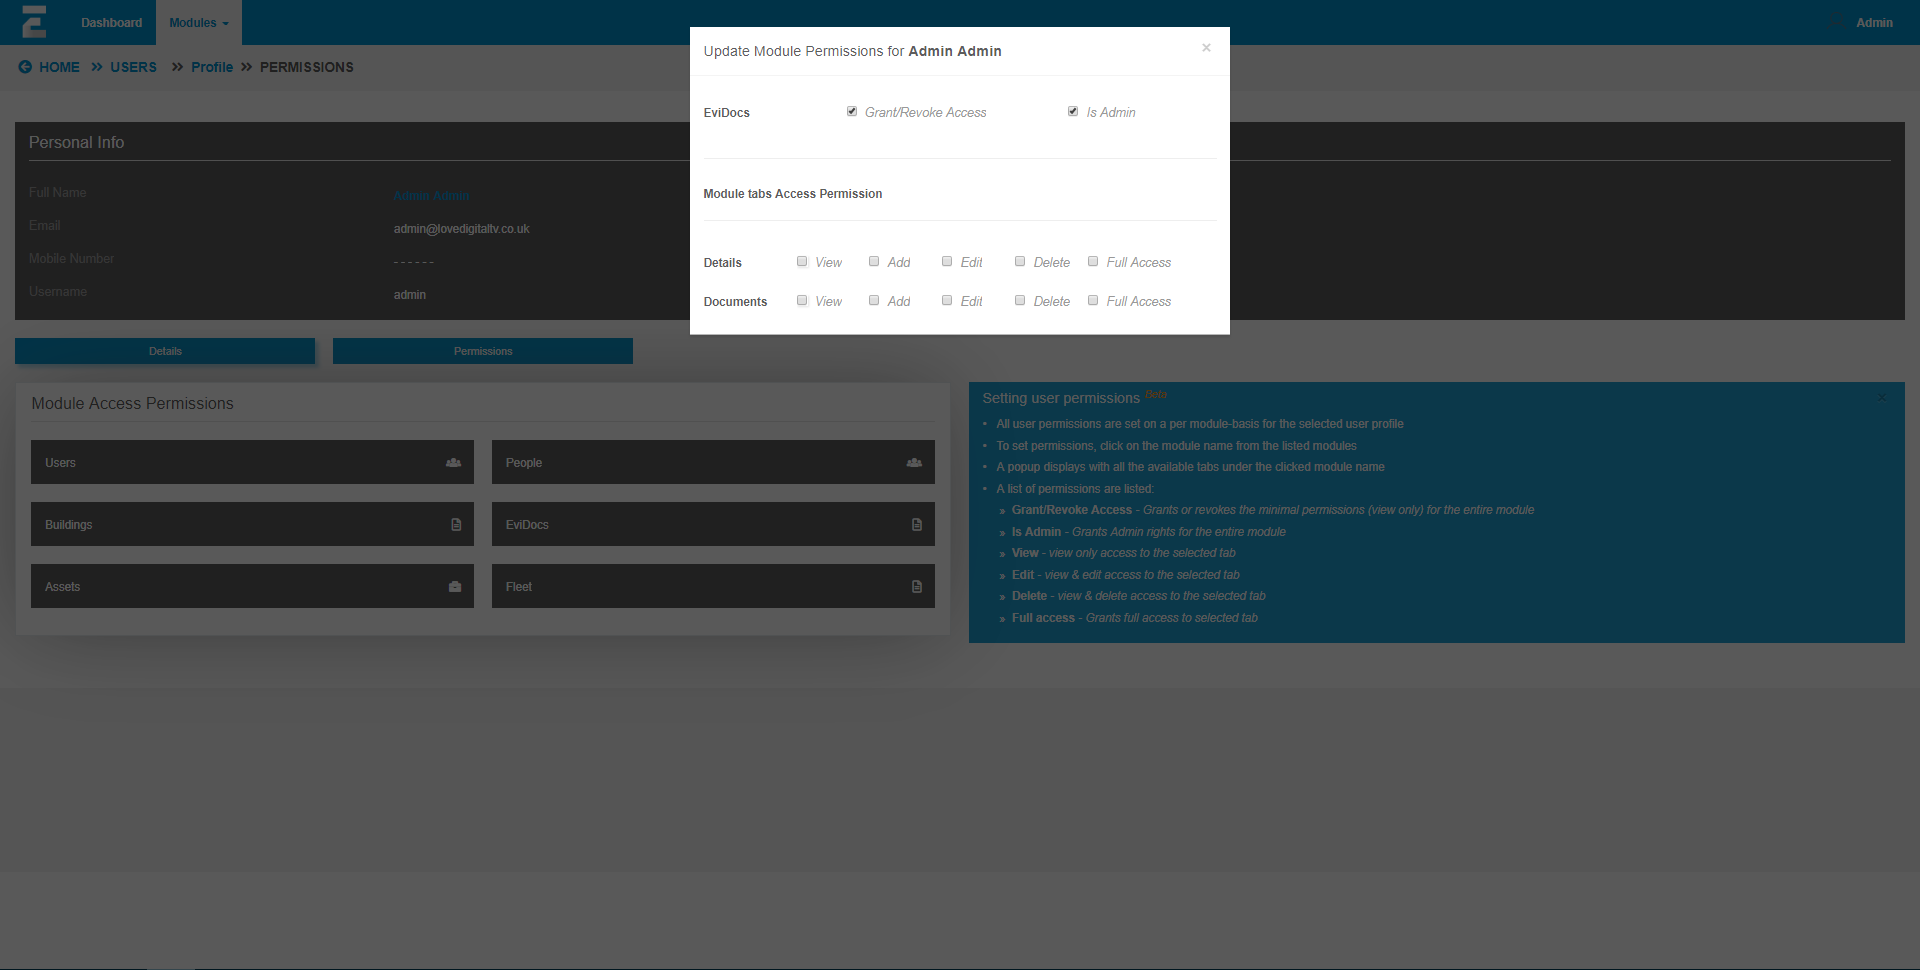 Dashboard Modules Admin
HOME » USERS » Profile » PERMISSIONS
Update Module Permissions for Admin Admin ×
EviDocs Grant/Revoke Access Is Admin
Module tabs Access Permission
Details View Add Edit Delete Full Access
Documents View Add Edit Delete Full Access
Personal Info
Full Name Admin Admin
Email admin@lovedigitaltv.co.uk
Mobile Number ------
Username admin
Details Permissions
Module Access Permissions
Users People
Buildings EviDocs
Assets Fleet
Setting user permissions Beta ×
• All user permissions are set on a per module-basis for the selected user profile
• To set permissions, click on the module name from the listed modules
• A popup displays with all the available tabs under the clicked module name
• A list of permissions are listed:
» Grant/Revoke Access - Grants or revokes the minimal permissions (view only) for the entire module
» Is Admin - Grants Admin rights for the entire module
» View - view only access to the selected tab
» Edit - view & edit access to the selected tab
» Delete - view & delete access to the selected tab
» Full access - Grants full access to selected tab